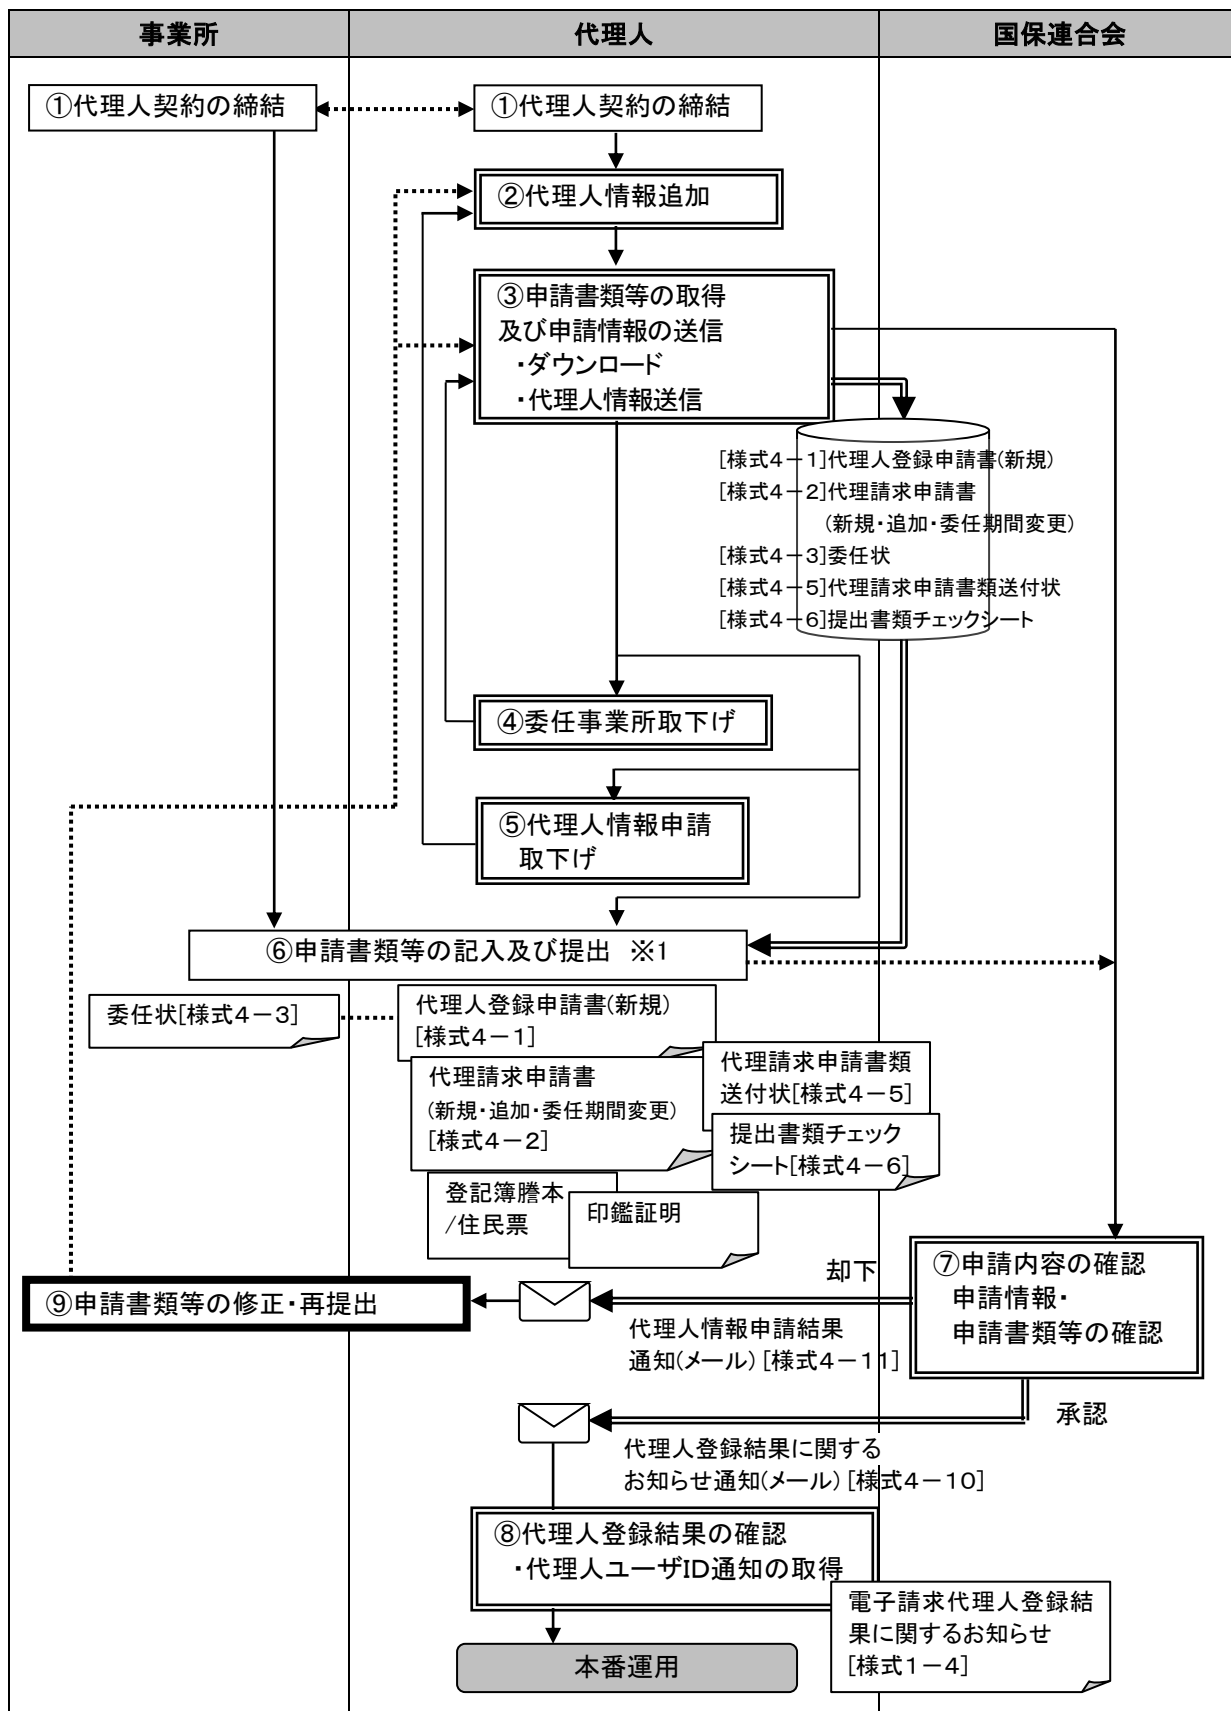 事業所
代理人
国保連合会
①代理人契約の締結
①代理人契約の締結
②代理人情報追加
③申請書類等の取得
及び申請情報の送信
・ダウンロード
・代理人情報送信
[様式4－1]代理人登録申請書(新規)
[様式4－2]代理請求申請書
(新規・追加・委任期間変更)
[様式4－3]委任状
[様式4－5]代理請求申請書類送付状
[様式4－6]提出書類チェックシート
④委任事業所取下げ
⑤代理人情報申請
取下げ
⑥申請書類等の記入及び提出 ※1
委任状[様式4－3]
代理人登録申請書(新規)
[様式4－1]
代理請求申請書
(新規・追加・委任期間変更)
[様式4－2]
代理請求申請書類
送付状[様式4－5]
提出書類チェック
シート[様式4－6]
登記簿謄本
/住民票
印鑑証明
却下
⑦申請内容の確認
申請情報・
申請書類等の確認
⑨申請書類等の修正・再提出
代理人情報申請結果
通知(メール)[様式4－11]
承認
代理人登録結果に関する
お知らせ通知(メール)[様式4－10]
⑧代理人登録結果の確認
・代理人ユーザID通知の取得
電子請求代理人登録結
果に関するお知らせ
[様式1－4]
本番運用